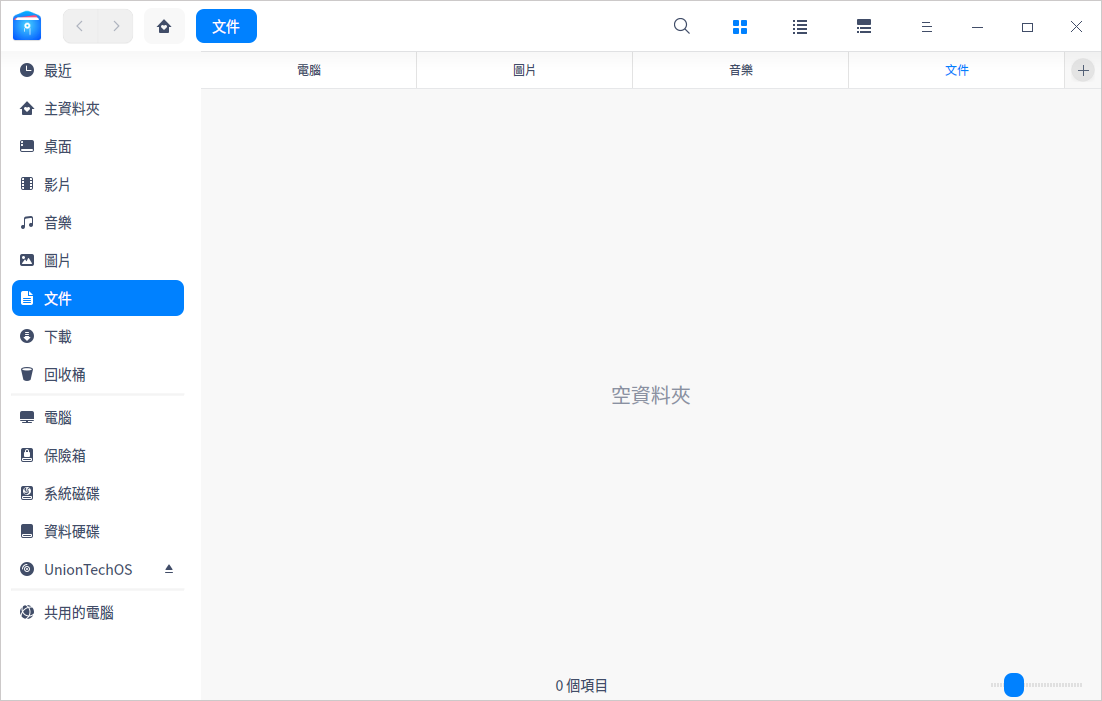 文件
電腦
圖片
音樂
文件
最近
主資料夾
桌面
影片
音樂
圖片
文件
下載
回收桶
電腦
保險箱
系統磁碟
資料硬碟
UnionTechOS
共用的電腦
空資料夾
0 個項目